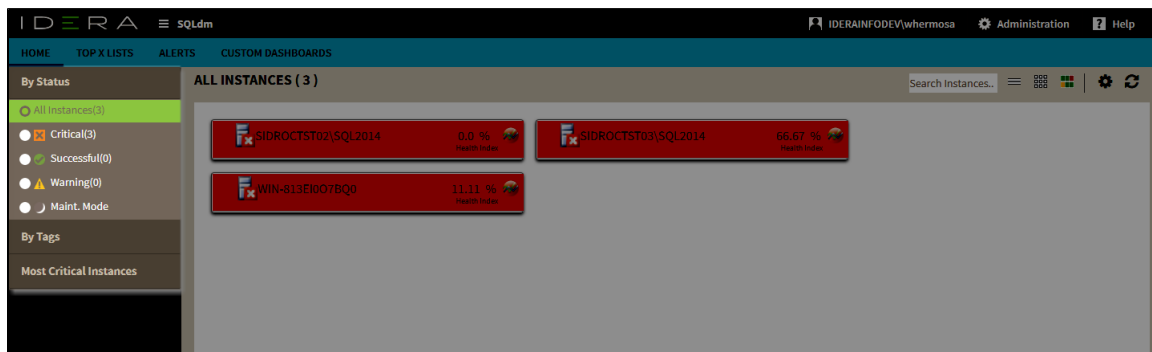 IDERA SQLdm IDERAINFODEV\whermosa Administration ? Help
HOME TOP X LISTS ALERTS CUSTOM DASHBOARDS
By Status
All Instances(3)
Critical(3)
Successful(0)
Warning(0)
Maint. Mode
By Tags
Most Critical Instances
ALL INSTANCES ( 3 )
Search Instances..
SIDROCTST02\SQL2014 0.0 %
Health Index
SIDROCTST03\SQL2014 66.67 %
Health Index
WIN-813EI0O7BQ0 11.11 %
Health Index